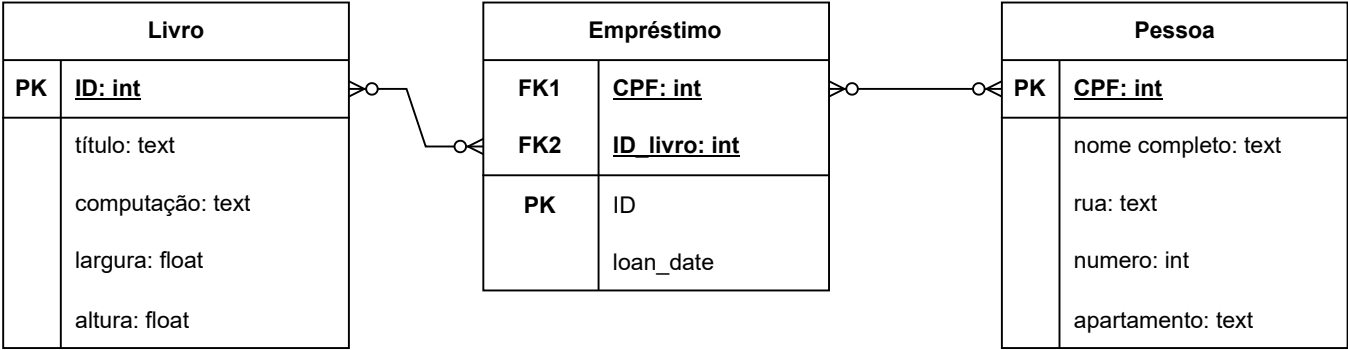 Livro
PK ID: int
título: text
computação: text
largura: float
altura: float
Empréstimo
FK1 CPF: int
FK2 ID_livro: int
PK ID
loan_date
Pessoa
PK CPF: int
nome completo: text
rua: text
numero: int
apartamento: text